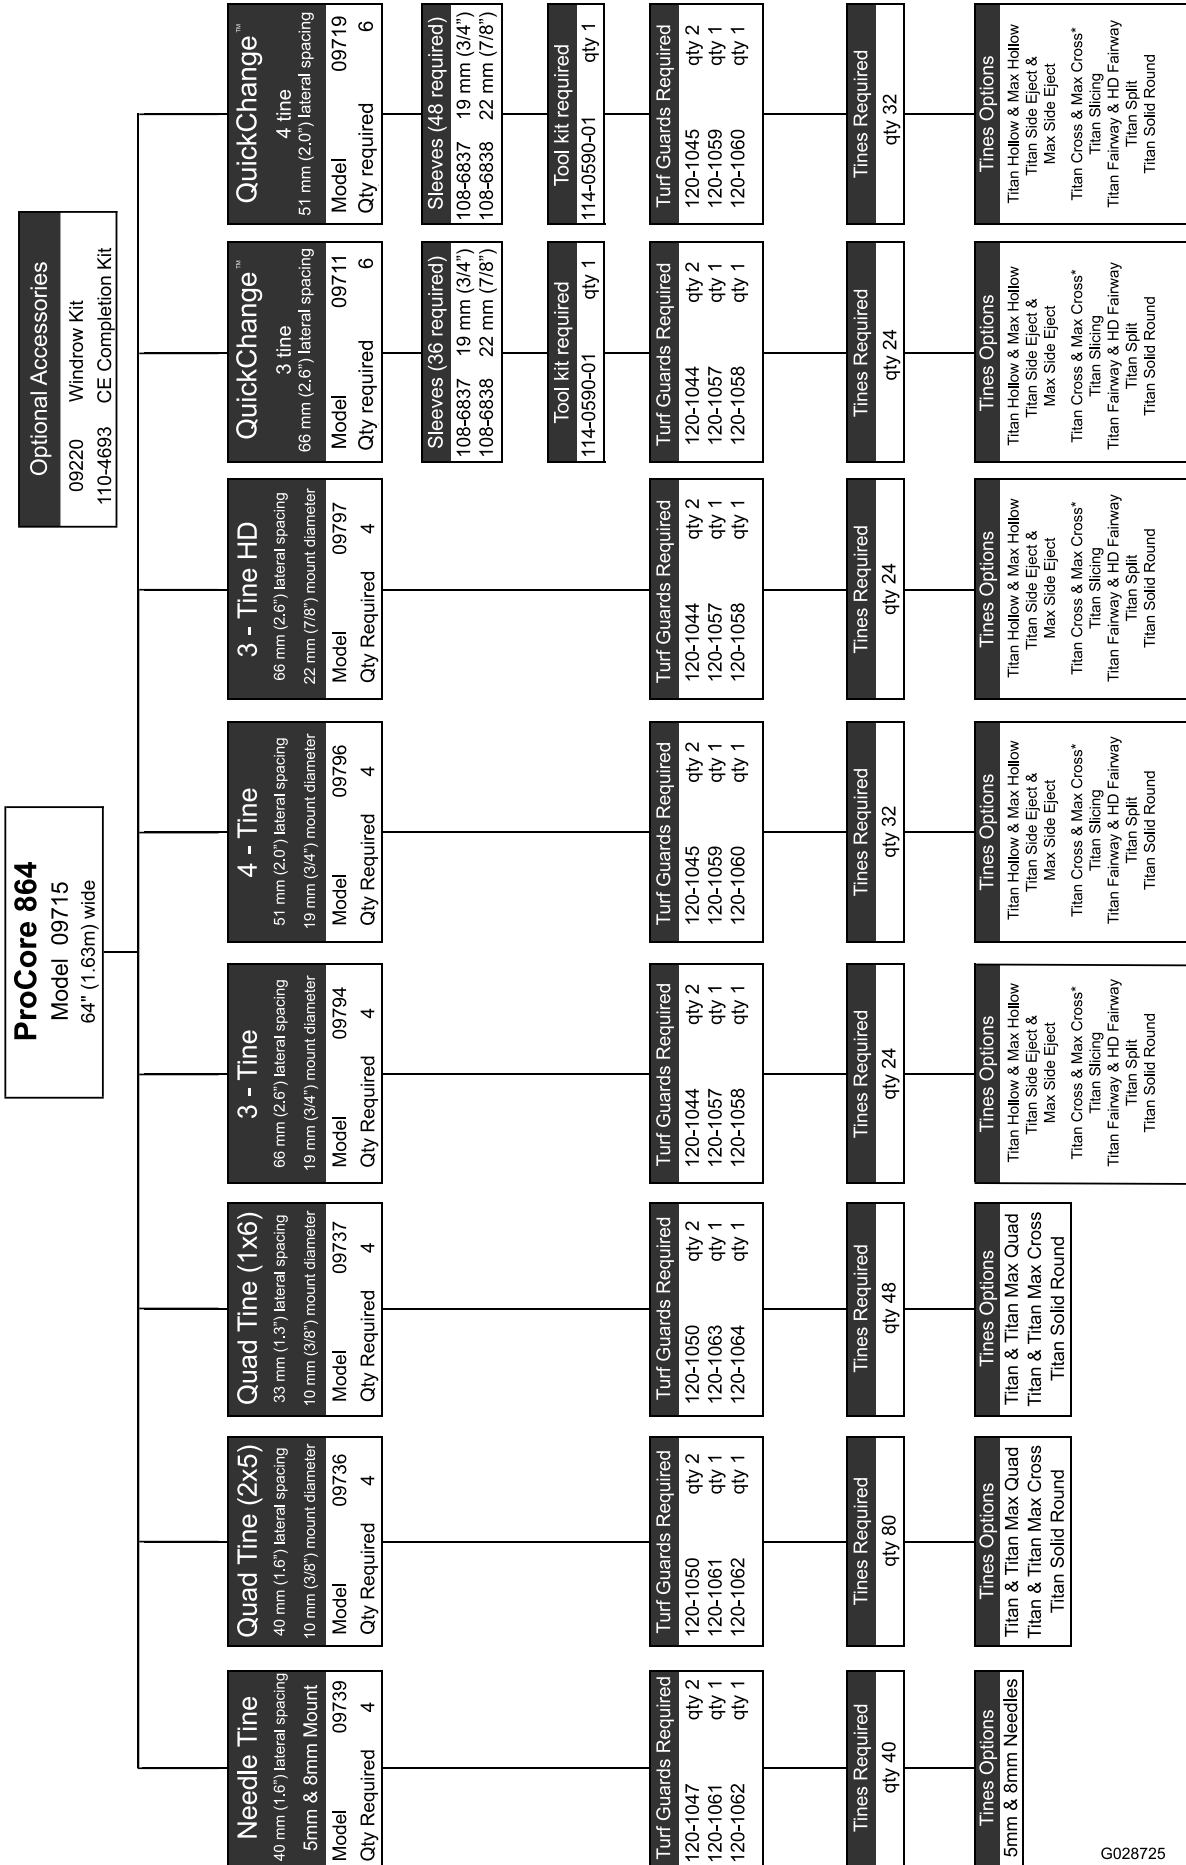 ProCore 864
Model 09715
64" (1.63m) wide
Optional Accessories
09220 Windrow Kit
110-4693 CE Completion Kit
Needle Tine
40 mm (1.6") lateral spacing
5mm & 8mm Mount
Model 09739
Qty Required 4
Turf Guards Required
120-1047 qty 2
120-1061 qty 1
120-1062 qty 1
Tines Required
qty 40
Tines Options
5mm & 8mm Needles
Quad Tine (2x5)
40 mm (1.6") lateral spacing
10 mm (3/8") mount diameter
Model 09736
Qty Required 4
Turf Guards Required
120-1050 qty 2
120-1061 qty 1
120-1062 qty 1
Tines Required
qty 80
Tines Options
Titan & Titan Max Quad
Titan & Titan Max Cross
Titan Solid Round
Quad Tine (1x6)
33 mm (1.3") lateral spacing
10 mm (3/8") mount diameter
Model 09737
Qty Required 4
Turf Guards Required
120-1050 qty 2
120-1063 qty 1
120-1064 qty 1
Tines Required
qty 48
Tines Options
Titan & Titan Max Quad
Titan & Titan Max Cross
Titan Solid Round
3 - Tine
66 mm (2.6") lateral spacing
19 mm (3/4") mount diameter
Model 09794
Qty Required 4
Turf Guards Required
120-1044 qty 2
120-1057 qty 1
120-1058 qty 1
Tines Required
qty 24
Tines Options
Titan Hollow & Max Hollow
Titan Side Eject &
Max Side Eject
Titan Cross & Max Cross*
Titan Slicing
Titan Fairway & HD Fairway
Titan Split
Titan Solid Round
4 - Tine
51 mm (2.0") lateral spacing
19 mm (3/4") mount diameter
Model 09796
Qty Required 4
Turf Guards Required
120-1045 qty 2
120-1059 qty 1
120-1060 qty 1
Tines Required
qty 32
Tines Options
Titan Hollow & Max Hollow
Titan Side Eject &
Max Side Eject
Titan Cross & Max Cross*
Titan Slicing
Titan Fairway & HD Fairway
Titan Split
Titan Solid Round
3 - Tine HD
66 mm (2.6") lateral spacing
22 mm (7/8") mount diameter
Model 09797
Qty Required 4
Turf Guards Required
120-1044 qty 2
120-1057 qty 1
120-1058 qty 1
Tines Required
qty 24
Tines Options
Titan Hollow & Max Hollow
Titan Side Eject &
Max Side Eject
Titan Cross & Max Cross*
Titan Slicing
Titan Fairway & HD Fairway
Titan Split
Titan Solid Round
QuickChange™
3 tine
66 mm (2.6") lateral spacing
Model 09711
Qty required 6
Sleeves (36 required)
108-6837 19 mm (3/4")
108-6838 22 mm (7/8")
Tool kit required
114-0590-01 qty 1
Turf Guards Required
120-1044 qty 2
120-1057 qty 1
120-1058 qty 1
Tines Required
qty 24
Tines Options
Titan Hollow & Max Hollow
Titan Side Eject &
Max Side Eject
Titan Cross & Max Cross*
Titan Slicing
Titan Fairway & HD Fairway
Titan Split
Titan Solid Round
QuickChange™
4 tine
51 mm (2.0") lateral spacing
Model 09719
Qty required 6
Sleeves (48 required)
108-6837 19 mm (3/4")
108-6838 22 mm (7/8")
Tool kit required
114-0590-01 qty 1
Turf Guards Required
120-1045 qty 2
120-1059 qty 1
120-1060 qty 1
Tines Required
qty 32
Tines Options
Titan Hollow & Max Hollow
Titan Side Eject &
Max Side Eject
Titan Cross & Max Cross*
Titan Slicing
Titan Fairway & HD Fairway
Titan Split
Titan Solid Round
G028725